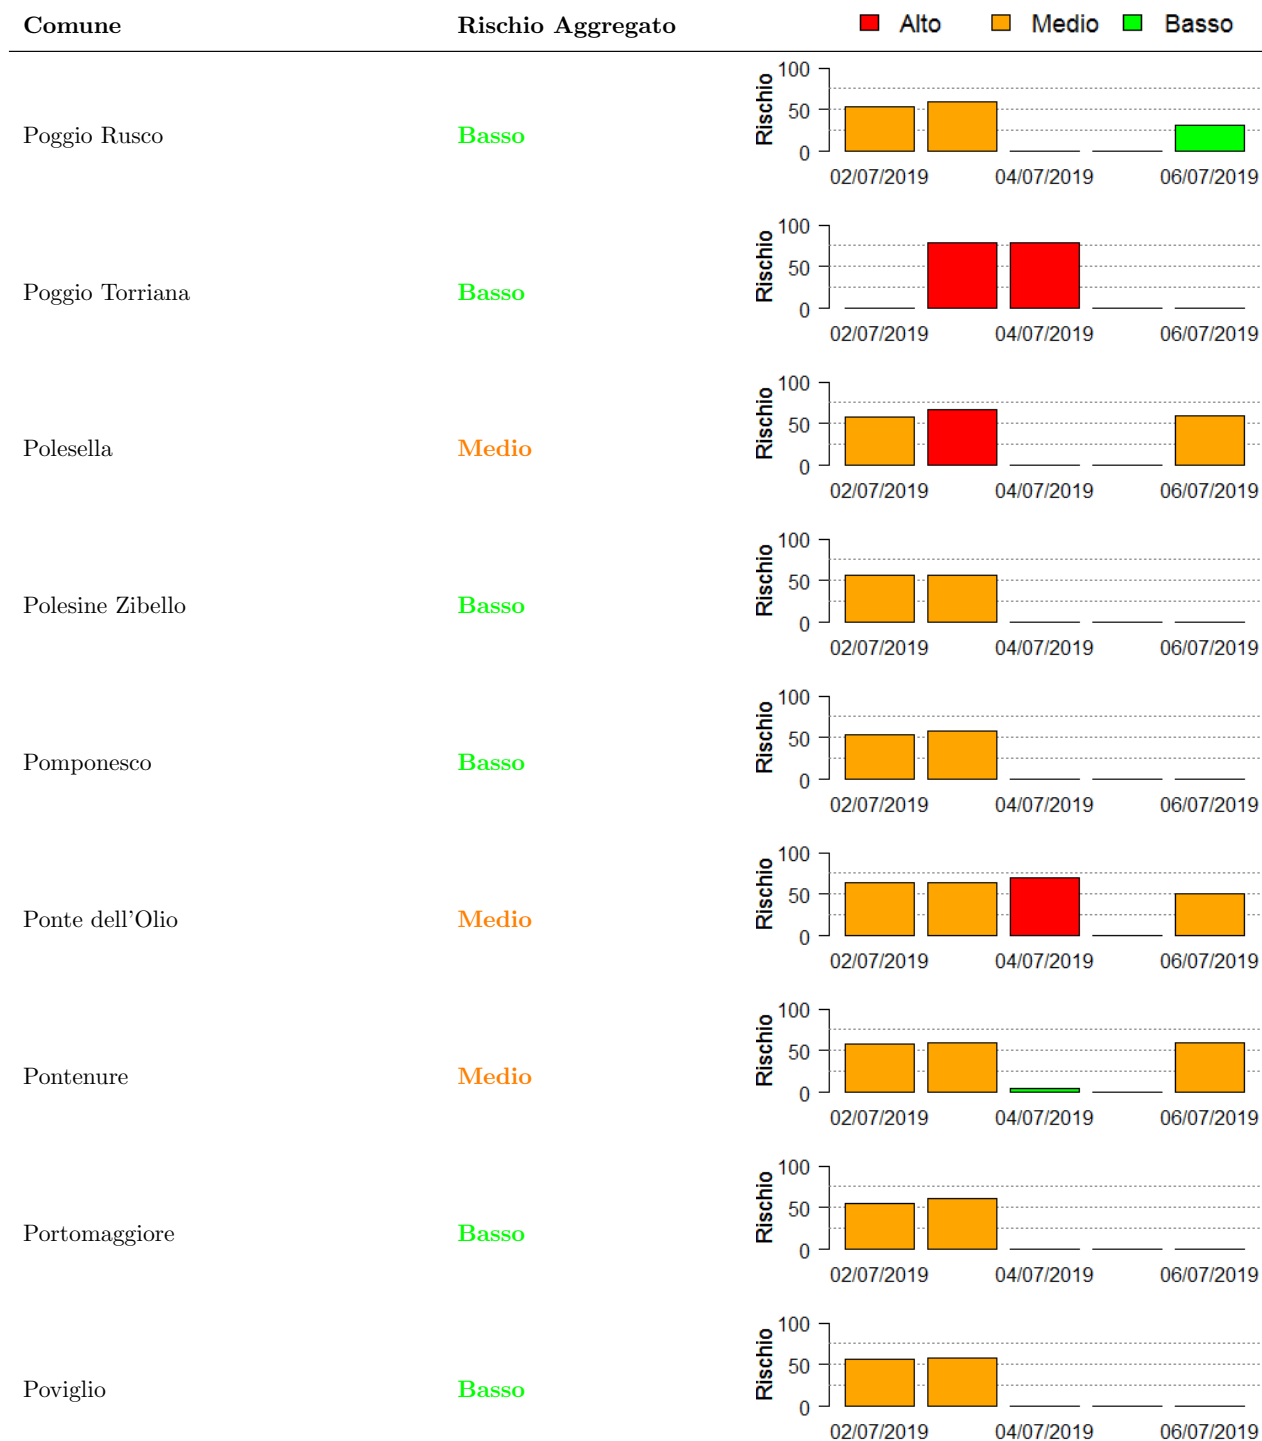 Comune Rischio Aggregato Alto Medio Basso
100
Rischio
Poggio Rusco Basso 50
0
02/07/2019 04/07/2019 06/07/2019
100
Rischio
Poggio Torriana Basso 50
0
02/07/2019 04/07/2019 06/07/2019
100
Rischio
Polesella Medio 50
0
02/07/2019 04/07/2019 06/07/2019
100
Rischio
Polesine Zibello Basso 50
0
02/07/2019 04/07/2019 06/07/2019
100
Rischio
Pomponesco Basso 50
0
02/07/2019 04/07/2019 06/07/2019
100
Rischio
Ponte dell'Olio Medio 50
0
02/07/2019 04/07/2019 06/07/2019
100
Rischio
Pontenure Medio 50
0
02/07/2019 04/07/2019 06/07/2019
100
Rischio
Portomaggiore Basso 50
0
02/07/2019 04/07/2019 06/07/2019
100
Rischio
Poviglio Basso 50
0
02/07/2019 04/07/2019 06/07/2019